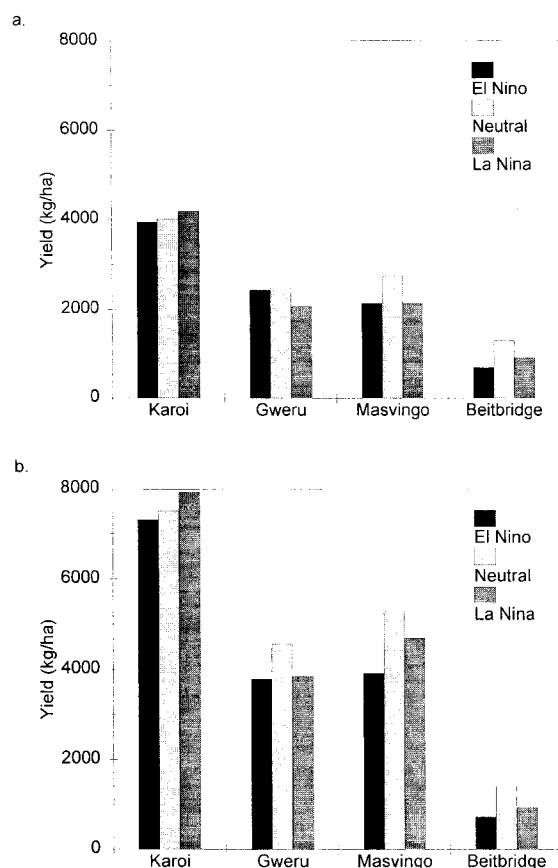 a.
8000
6000
4000
2000
0
Yield (kg/ha)
El Nino
Neutral
La Nina
Karoi Gweru Masvingo Beitbridge
b.
8000
6000
4000
2000
0
Yield (kg/ha)
El Nino
Neutral
La Nina
Karoi Gweru Masvingo Beitbridge